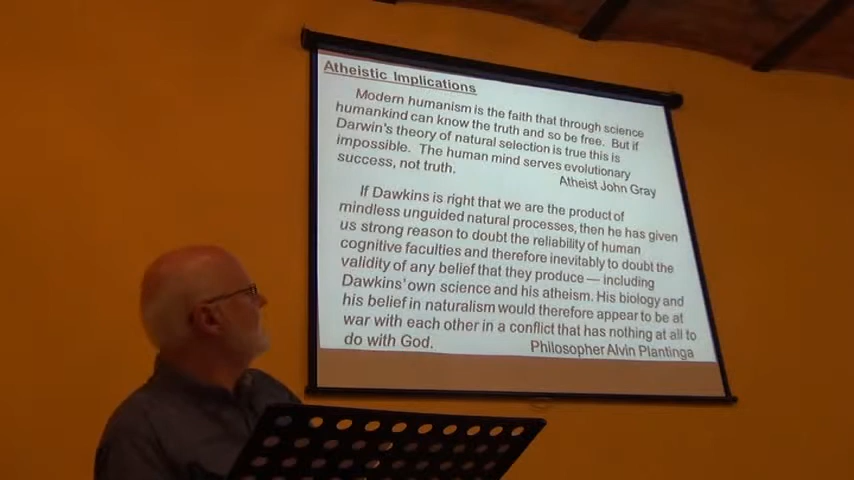 Atheistic Implications
Modern humanism is the faith that through science
humankind can know the truth and so be free. But if
Darwin's theory of natural selection is true this is
impossible. The human mind serves evolutionary
success, not truth.
Atheist John Gray
If Dawkins is right that we are the product of
mindless unguided natural processes, then he has given
us strong reason to doubt the reliability of human
cognitive faculties and therefore inevitably to doubt the
validity of any belief that they produce — including
Dawkins' own science and his atheism. His biology and
his belief in naturalism would therefore appear to be at
war with each other in a conflict that has nothing at all to
do with God.
Philosopher Alvin Plantinga